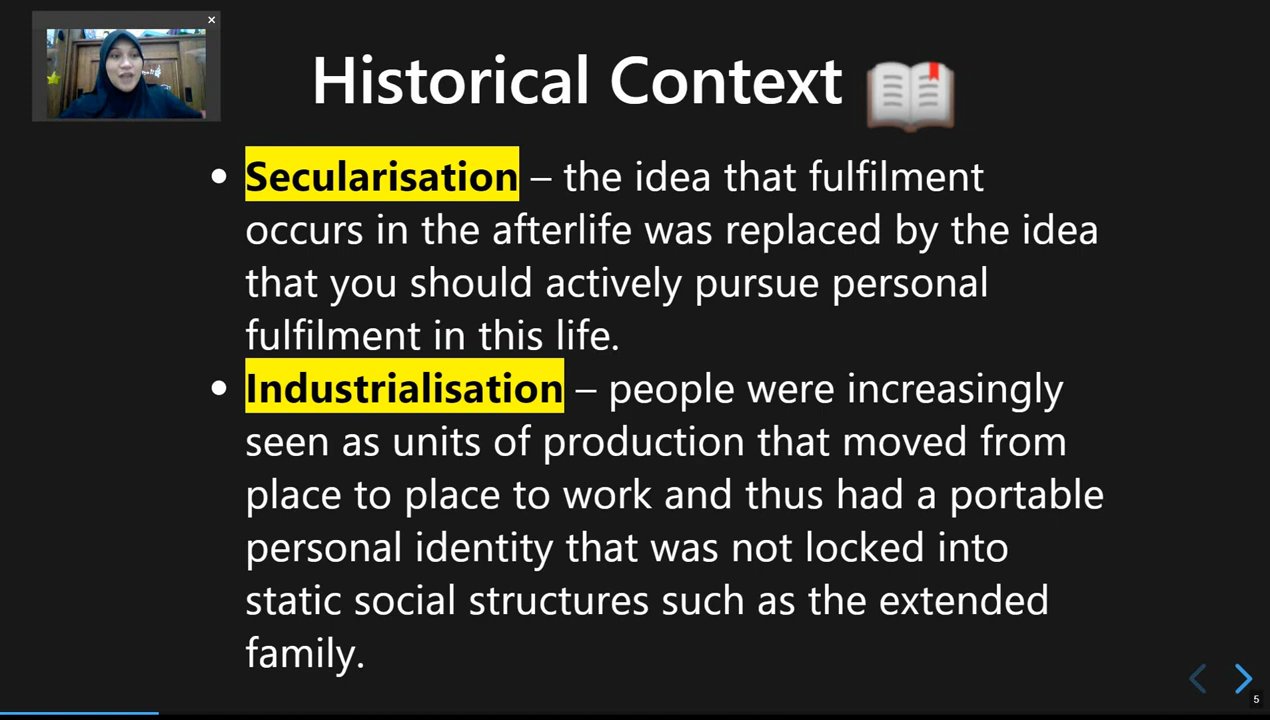 Historical Context
• Secularisation – the idea that fulfilment
occurs in the afterlife was replaced by the idea
that you should actively pursue personal
fulfilment in this life.
• Industrialisation – people were increasingly
seen as units of production that moved from
place to place to work and thus had a portable
personal identity that was not locked into
static social structures such as the extended
family.
5